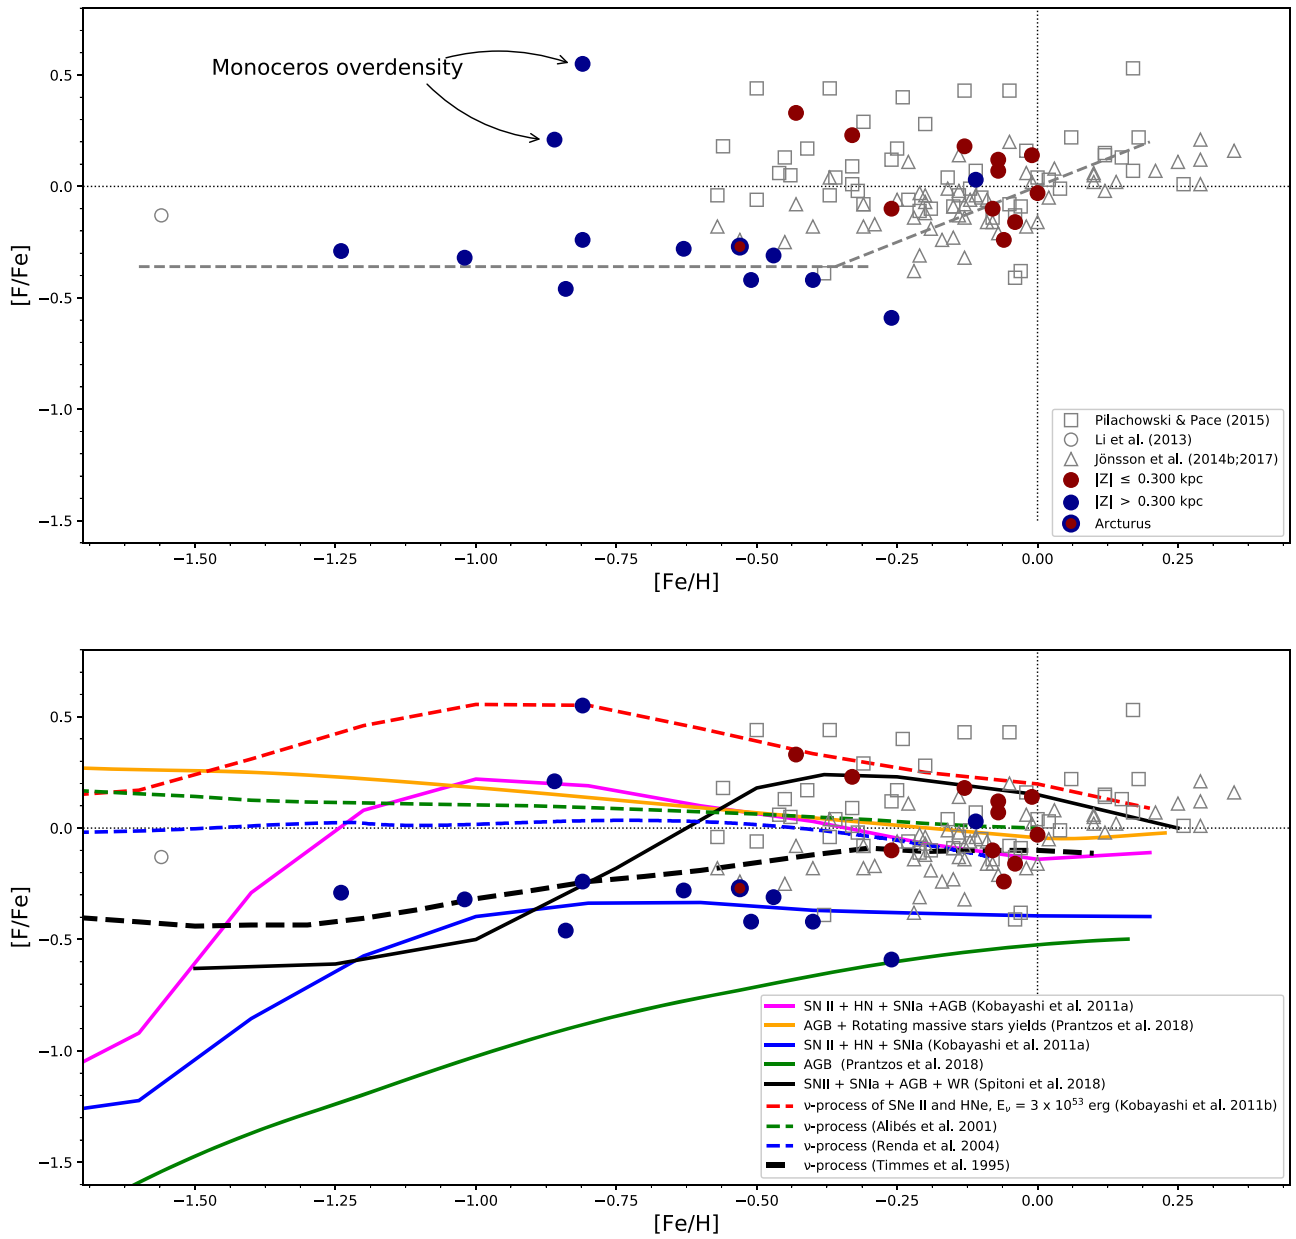 0.5
0.0
−0.5
−1.0
−1.5
[F/Fe]
Monoceros overdensity
Pilachowski & Pace (2015)
Li et al. (2013)
Jönsson et al. (2014b;2017)
|Z| ≤ 0.300 kpc
|Z| > 0.300 kpc
Arcturus
−1.50 −1.25 −1.00 −0.75 −0.50 −0.25 0.00 0.25
[Fe/H]
0.5
0.0
−0.5
−1.0
−1.5
[F/Fe]
SN II + HN + SNIa +AGB (Kobayashi et al. 2011a)
AGB + Rotating massive stars yields (Prantzos et al. 2018)
SN II + HN + SNIa (Kobayashi et al. 2011a)
AGB (Prantzos et al. 2018)
SNII + SNIa + AGB + WR (Spitoni et al. 2018)
ν-process of SNe II and HNe, Eν = 3 x 10⁵³ erg (Kobayashi et al. 2011b)
ν-process (Alibés et al. 2001)
ν-process (Renda et al. 2004)
ν-process (Timmes et al. 1995)
−1.50 −1.25 −1.00 −0.75 −0.50 −0.25 0.00 0.25
[Fe/H]